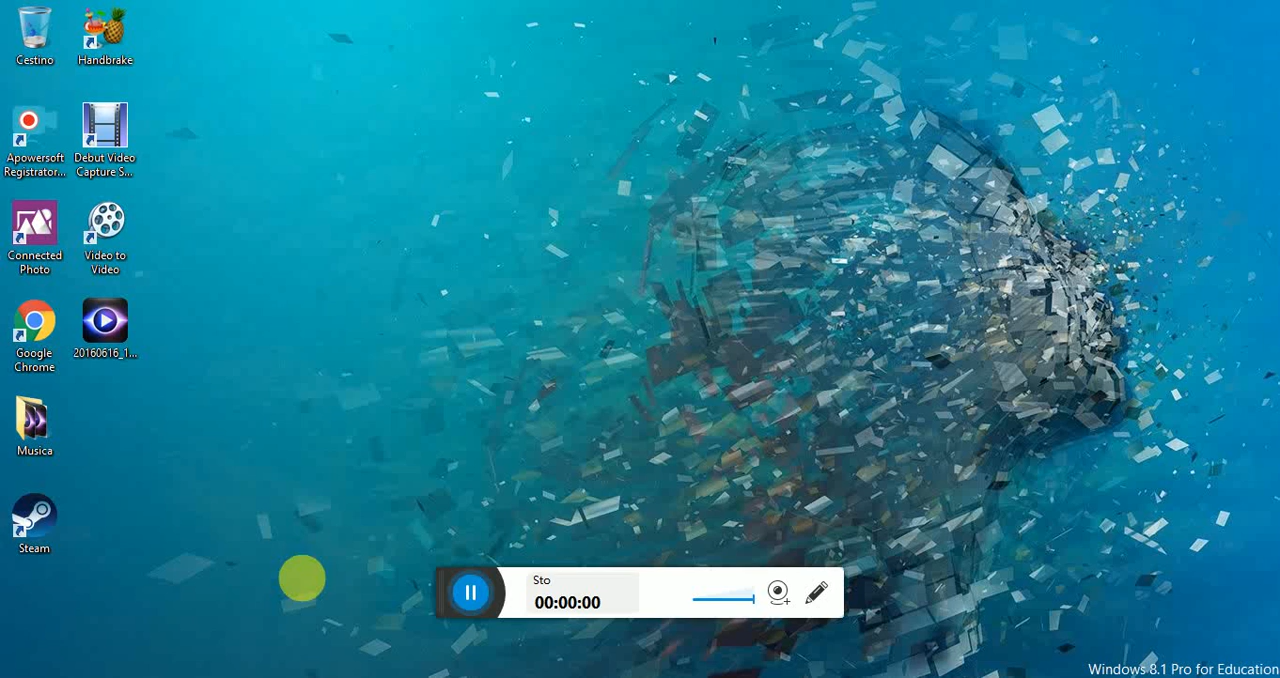 Cestino
Handbrake
Apowersoft
Registrator...
Debut Video
Capture S...
Connected
Photo
Video to
Video
Google
Chrome
20160616_1...
Musica
Steam
Sto
00:00:00
Windows 8.1 Pro for Education